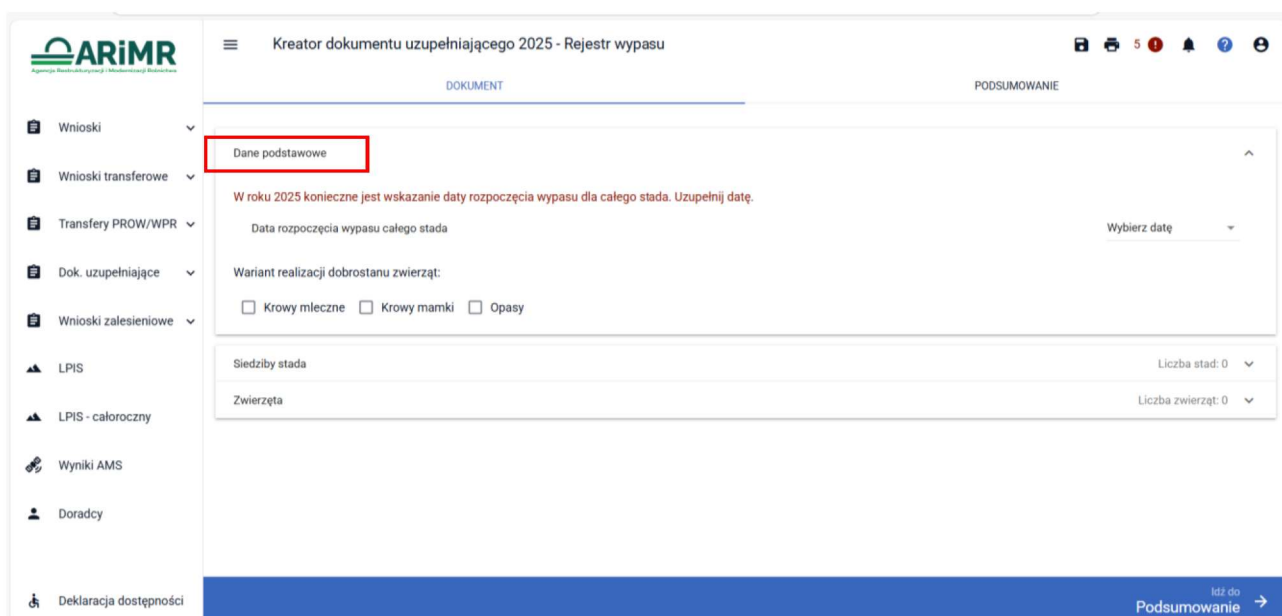 ARiMR
Agencja Restrukturyzacji i Modernizacji Rolnictwa
Kreator dokumentu uzupełniającego 2025 - Rejestr wypasu
5
DOKUMENT
PODSUMOWANIE
Wnioski
Wnioski transferowe
Transfery PROW/WPR
Dok. uzupełniające
Wnioski zalesieniowe
LPIS
LPIS - całoroczny
Wyniki AMS
Doradcy
Deklaracja dostępności
Dane podstawowe
W roku 2025 konieczne jest wskazanie daty rozpoczęcia wypasu dla całego stada. Uzupełnij datę.
Data rozpoczęcia wypasu całego stada
Wybierz datę
Wariant realizacji dobrostanu zwierząt:
Krowy mleczne Krowy mamki Opasy
Siedziby stada
Liczba stad: 0
Zwierzęta
Liczba zwierząt: 0
Idź do
Podsumowanie